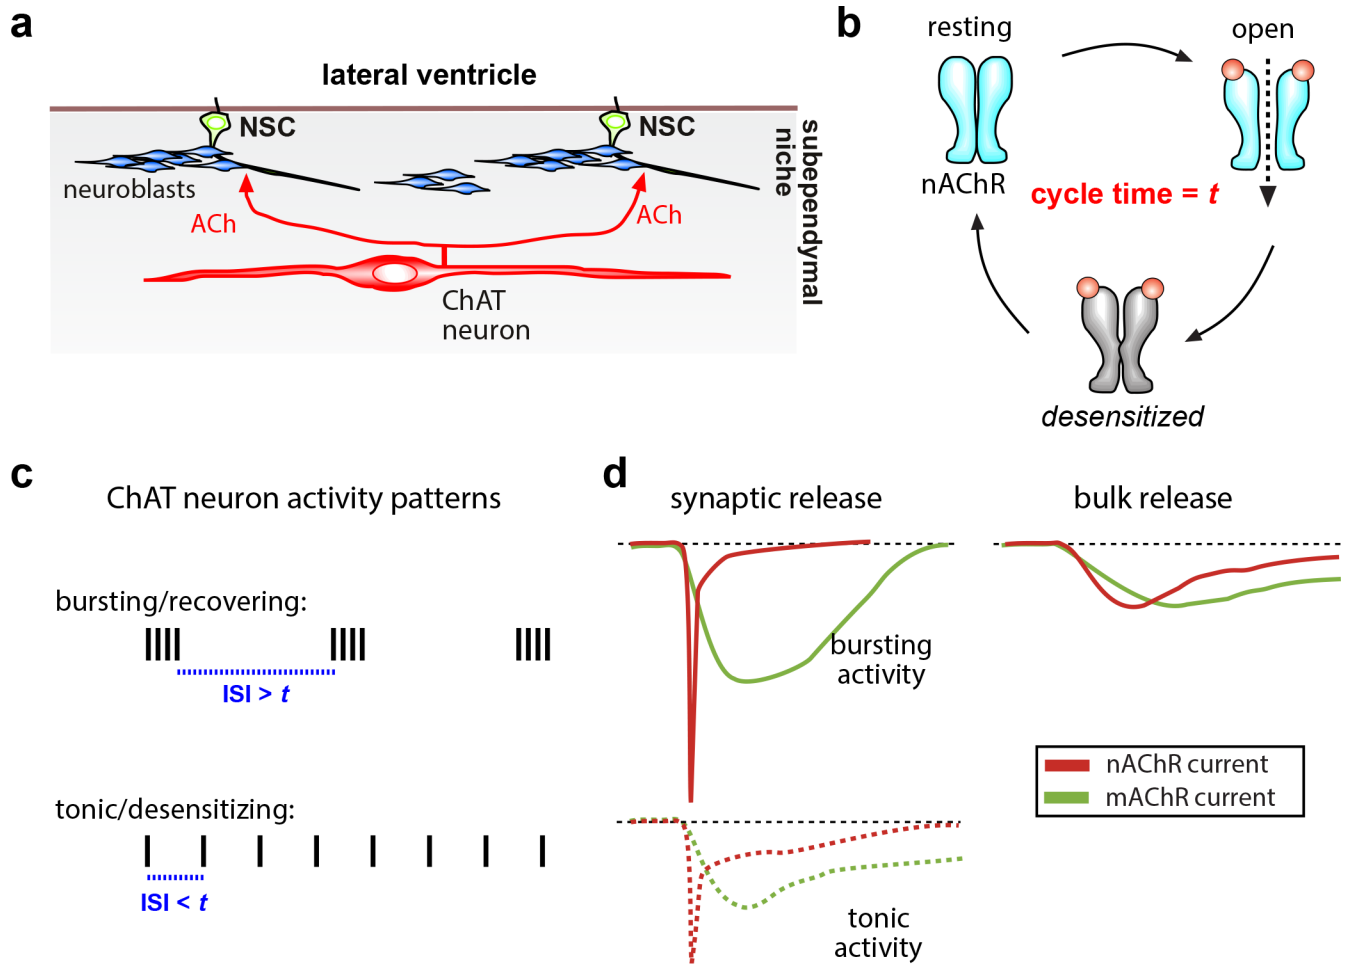 a
lateral ventricle
NSC
NSC
neuroblasts
ACh
ACh
ChAT
neuron
subependymal
niche
b
resting
open
nAChR
cycle time = t
desensitized
c
ChAT neuron activity patterns
bursting/recovering:
ISI > t
tonic/desensitizing:
ISI < t
d
synaptic release
bulk release
bursting
activity
nAChR current
mAChR current
tonic
activity